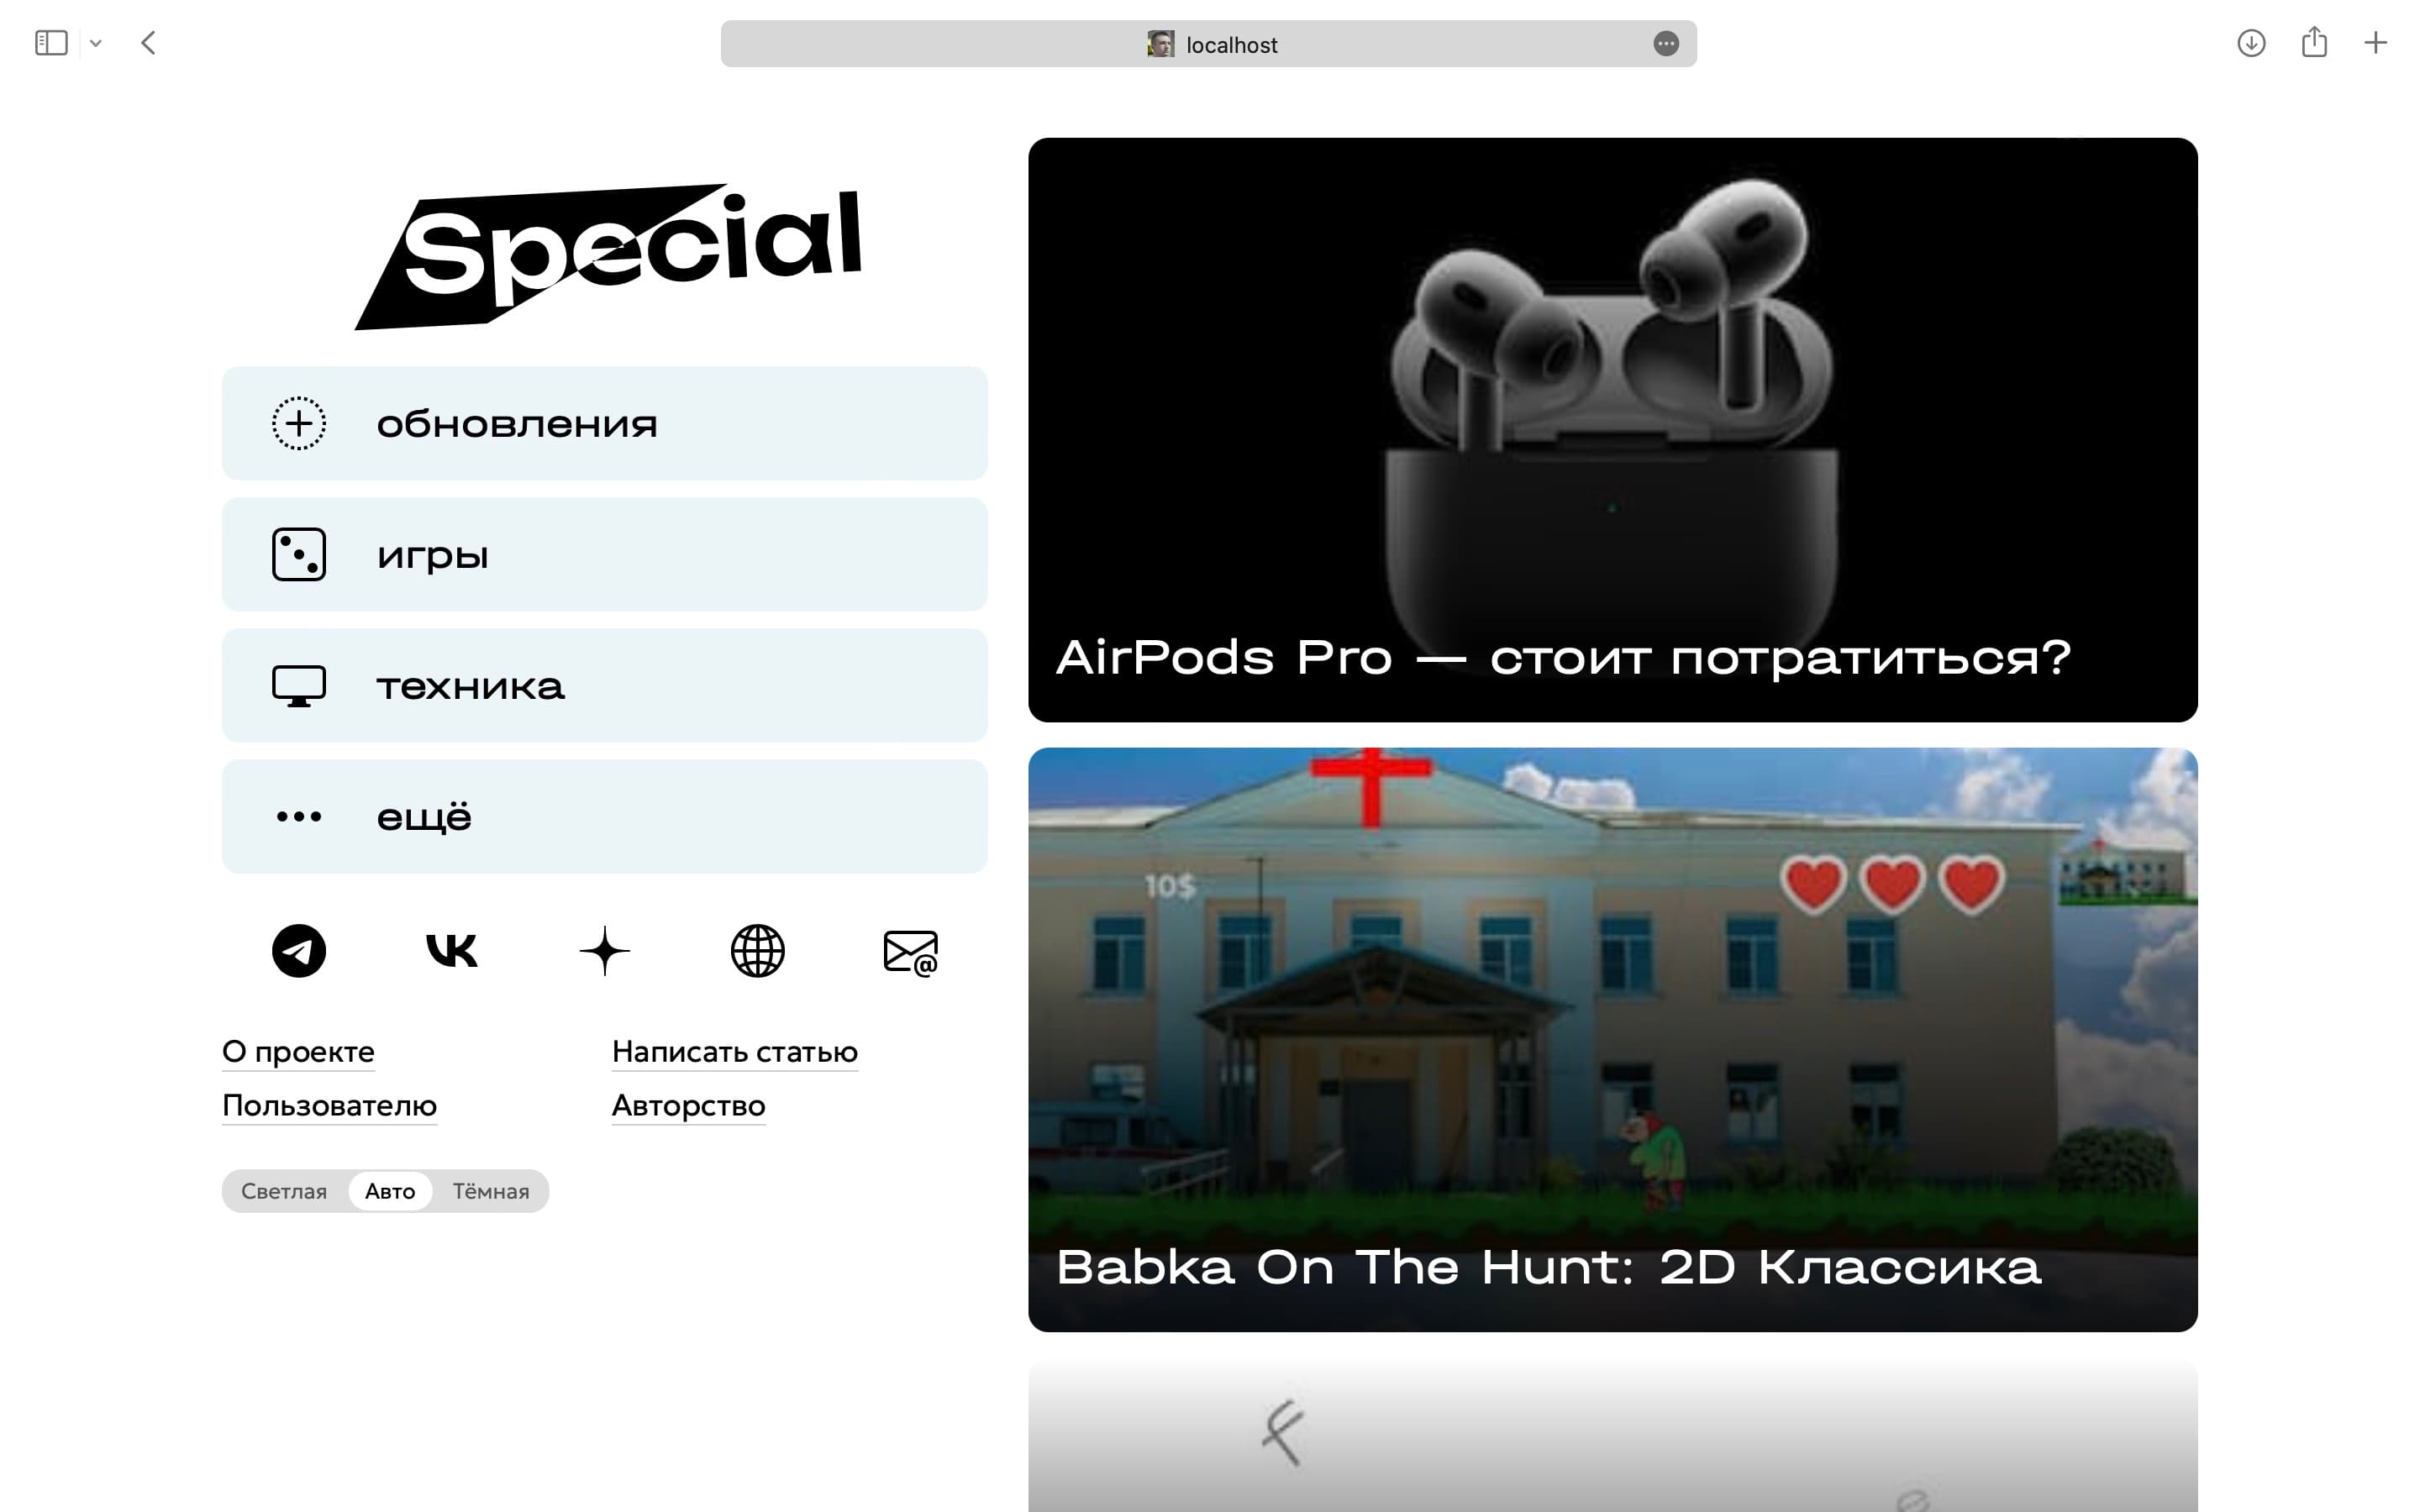 localhost
Special
обновления
игры
техника
ещё
О проекте
Написать статью
Пользователю
Авторство
Светлая Авто Тёмная
AirPods Pro — стоит потратиться?
10$
Babka On The Hunt: 2D Классика